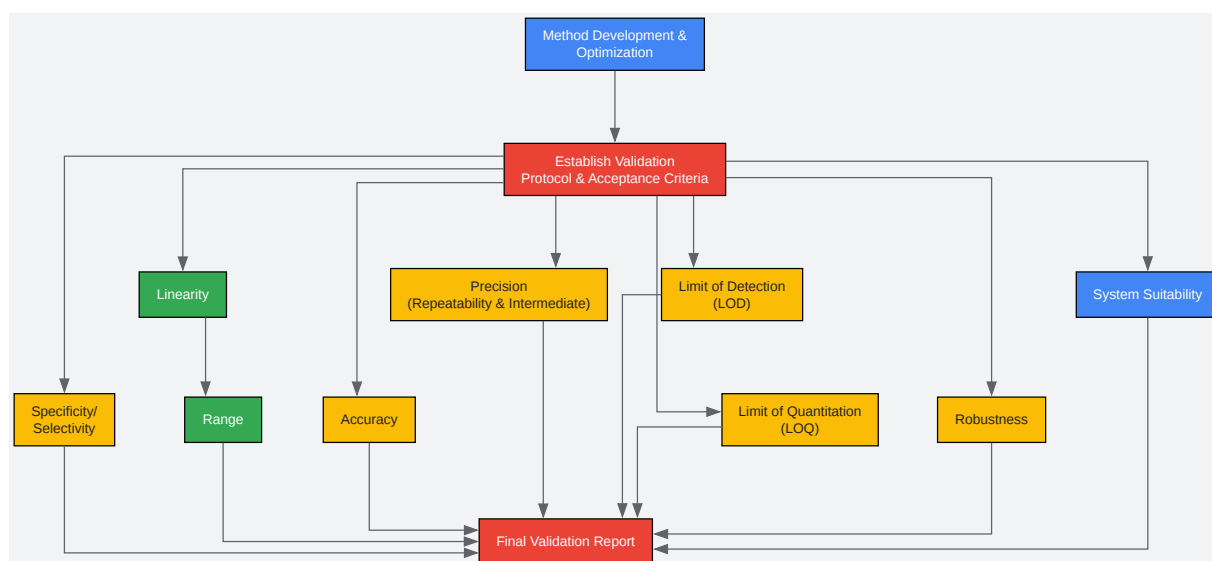 Method Development &
Optimization
Establish Validation
Protocol & Acceptance Criteria
Linearity
Precision
(Repeatability & Intermediate)
Limit of Detection
(LOD)
System Suitability
Specificity/
Selectivity
Range
Accuracy
Limit of Quantitation
(LOQ)
Robustness
Final Validation Report